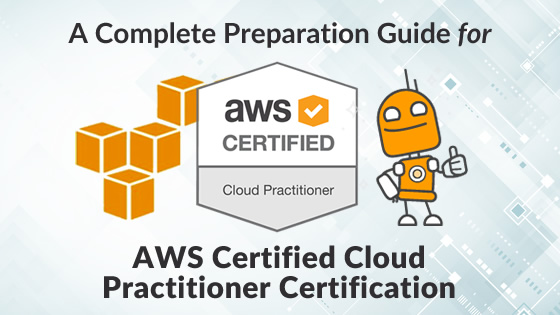 A Complete Preparation Guide for
aws
CERTIFIED
Cloud Practitioner
AWS Certified Cloud
Practitioner Certification